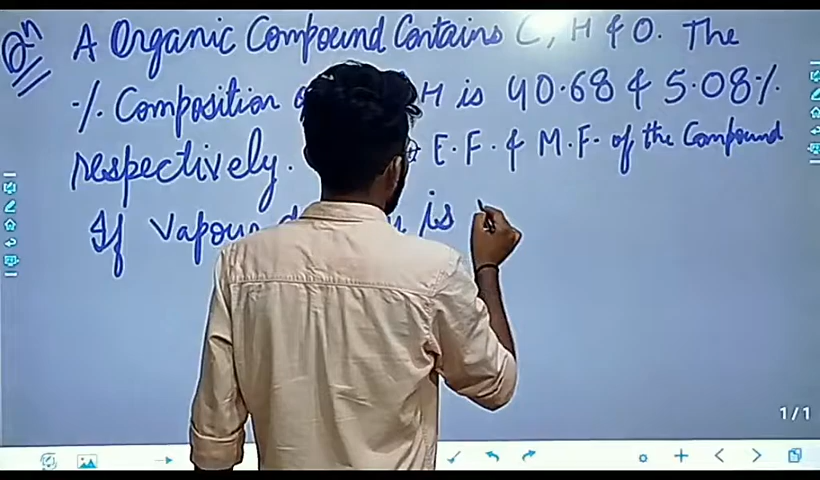 Qn A Organic Compound Contains C, H & O. The
% Composition H is 40.68 & 5.08%
respectively. E.F. & M.F. of the Compound
If Vapour is
1/1